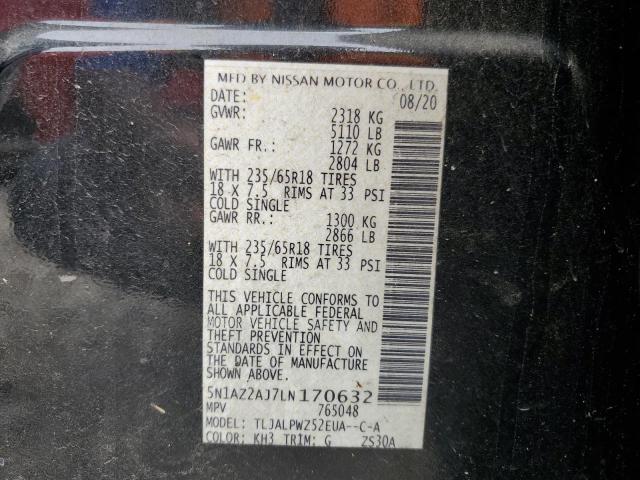 MFD BY NISSAN MOTOR CO., LTD.
DATE: 08/20
GVWR: 2318 KG
5110 LB
GAWR FR.: 1272 KG
2804 LB
WITH 235/65R18 TIRES
18 X 7.5 RIMS AT 33 PSI
COLD SINGLE
GAWR RR.: 1300 KG
2866 LB
WITH 235/65R18 TIRES
18 X 7.5 RIMS AT 33 PSI
COLD SINGLE
THIS VEHICLE CONFORMS TO
ALL APPLICABLE FEDERAL
MOTOR VEHICLE SAFETY AND
THEFT PREVENTION
STANDARDS IN EFFECT ON
THE DATE OF MANUFACTURE
SHOWN ABOVE.
5N1AZ2AJ7LN170632
MPV 765048
MODEL: TLJALPWZ52EUA--C-A
COLOR: KH3 TRIM: G ZS30A